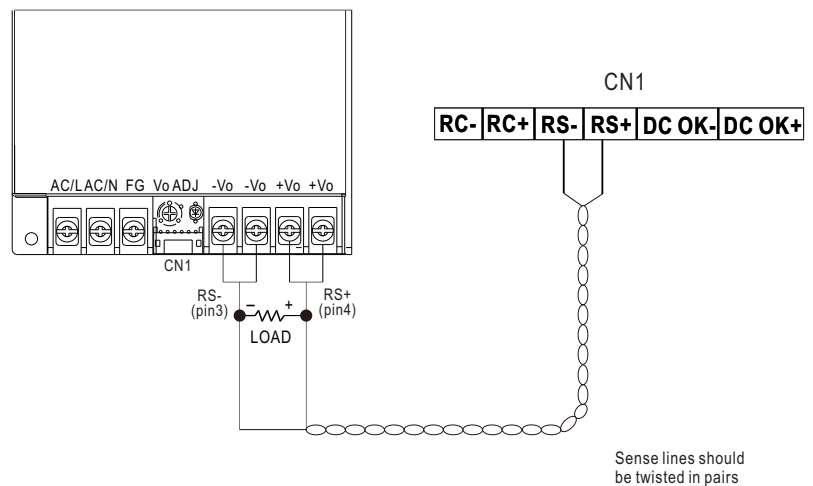 CN1
RC- RC+ RS- RS+ DC OK- DC OK+
AC/L AC/N FG Vo ADJ -Vo -Vo +Vo +Vo
CN1
RS-
(pin3)
- +
RS+
(pin4)
LOAD
Sense lines should
be twisted in pairs